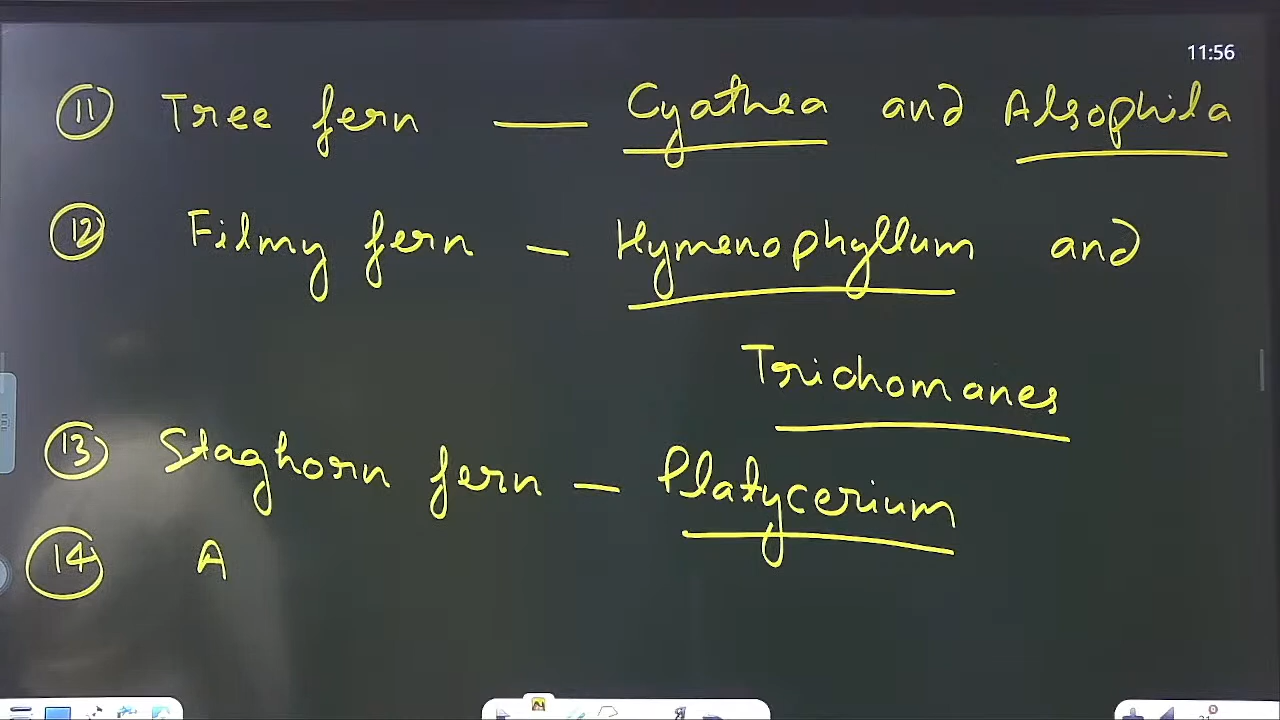 11:56
11 Tree fern — Cyathea and Alsophila
12 Filmy fern — Hymenophyllum and
Trichomanes
13 Staghorn fern — Platycerium
14 A